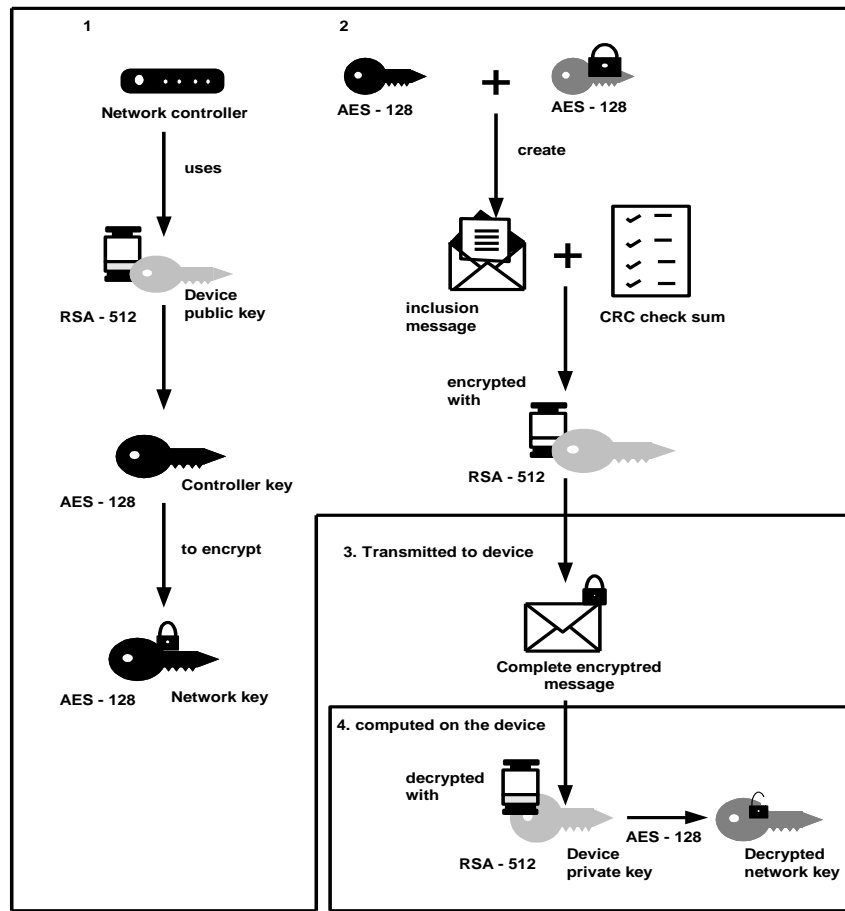 1
Network controller
uses
Device
public key
RSA - 512
Controller key
AES - 128
to encrypt
AES - 128
Network key
2
AES - 128
+
AES - 128
create
inclusion
message
+
CRC check sum
encrypted
with
RSA - 512
3. Transmitted to device
Complete encryptred
message
4. computed on the device
decrypted
with
RSA - 512
Device
private key
AES - 128
Decrypted
network key